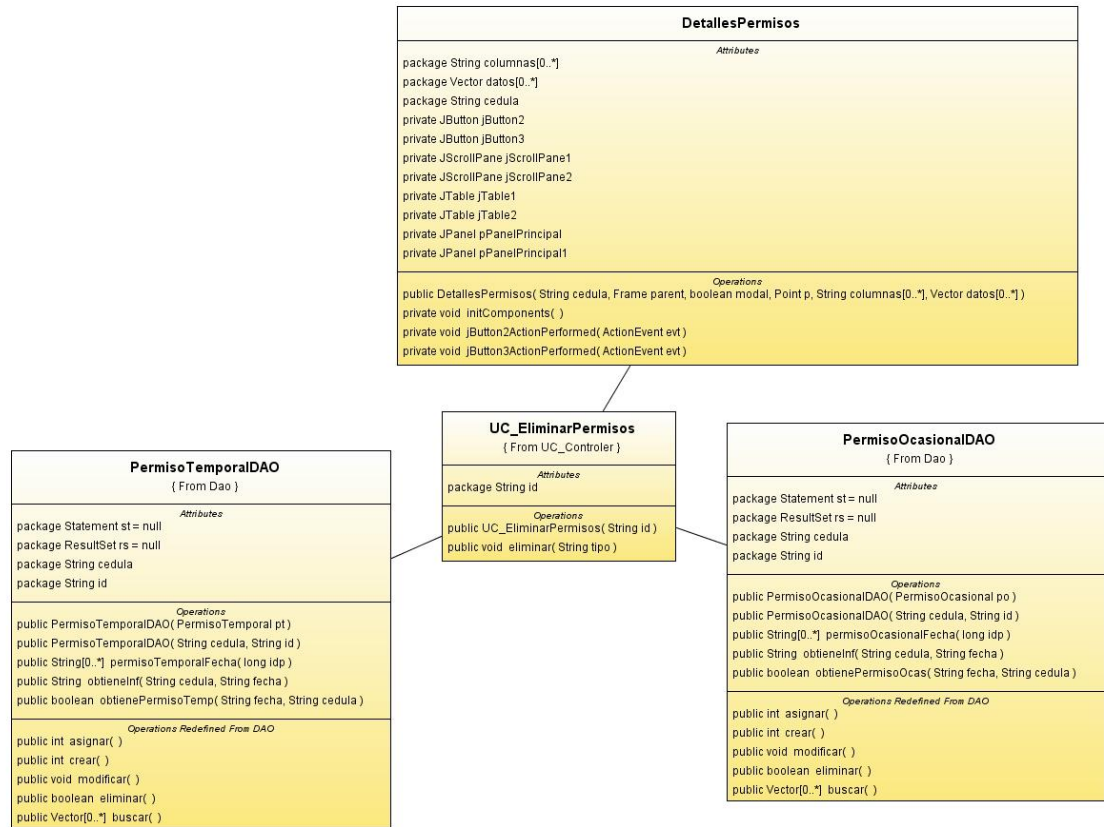 DetallesPermisos
Attributes
package String columnas[0..*]
package Vector datos[0..*]
package String cedula
private JButton jButton2
private JButton jButton3
private JScrollPane jScrollPane1
private JScrollPane jScrollPane2
private JTable jTable1
private JTable jTable2
private JPanel pPanelPrincipal
private JPanel pPanelPrincipal1
Operations
public DetallesPermisos( String cedula, Frame parent, boolean modal, Point p, String columnas[0..*], Vector datos[0..*] )
private void initComponents( )
private void jButton2ActionPerformed( ActionEvent evt )
private void jButton3ActionPerformed( ActionEvent evt )
UC_EliminarPermisos
{ From UC_Controler }
Attributes
package String id
Operations
public UC_EliminarPermisos( String id )
public void eliminar( String tipo )
PermisoTemporalDAO
{ From Dao }
Attributes
package Statement st = null
package ResultSet rs = null
package String cedula
package String id
Operations
public PermisoTemporalDAO( PermisoTemporal pt )
public PermisoTemporalDAO( String cedula, String id )
public String[0..*] permisoTemporalFecha( long idp )
public String obtieneInf( String cedula, String fecha )
public boolean obtienePermisoTemp( String fecha, String cedula )
Operations Redefined From DAO
public int asignar( )
public int crear( )
public void modificar( )
public boolean eliminar( )
public Vector[0..*] buscar( )
PermisoOcasionalDAO
{ From Dao }
Attributes
package Statement st = null
package ResultSet rs = null
package String cedula
package String id
Operations
public PermisoOcasionalDAO( PermisoOcasional po )
public PermisoOcasionalDAO( String cedula, String id )
public String[0..*] permisoOcasionalFecha( long idp )
public String obtieneInf( String cedula, String fecha )
public boolean obtienePermisoOcas( String fecha, String cedula )
Operations Redefined From DAO
public int asignar( )
public int crear( )
public void modificar( )
public boolean eliminar( )
public Vector[0..*] buscar( )